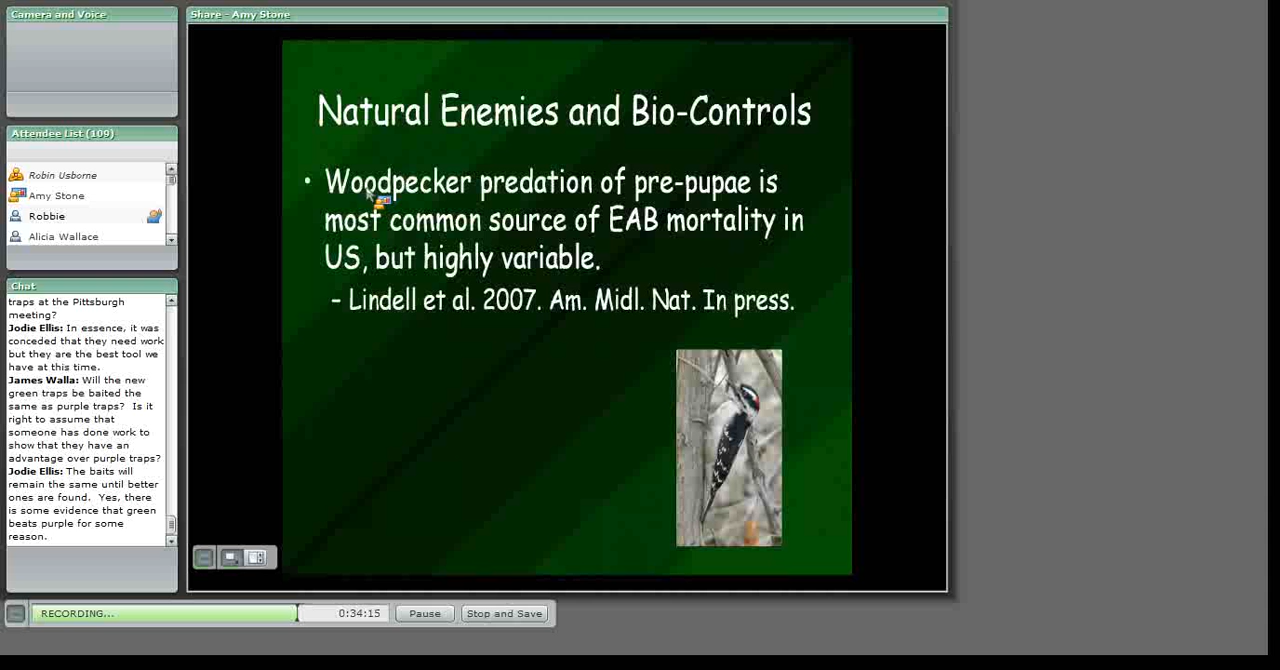 Camera and Voice
Share - Amy Stone
Attendee List (109)
Robin Usborne
Amy Stone
Robbie
Alicia Wallace
Chat
traps at the Pittsburgh
meeting?
Jodie Ellis: In essence, it was
conceded that they need work
but they are the best tool we
have at this time.
James Walla: Will the new
green traps be baited the
same as purple traps?  Is it
right to assume that
someone has done work to
show that they have an
advantage over purple traps?
Jodie Ellis: The baits will
remain the same until better
ones are found.  Yes, there
is some evidence that green
beats purple for some
reason.
Natural Enemies and Bio-Controls
• Woodpecker predation of pre-pupae is
most common source of EAB mortality in
US, but highly variable.
– Lindell et al. 2007. Am. Midl. Nat. In press.
RECORDING...
0:34:15
Pause
Stop and Save